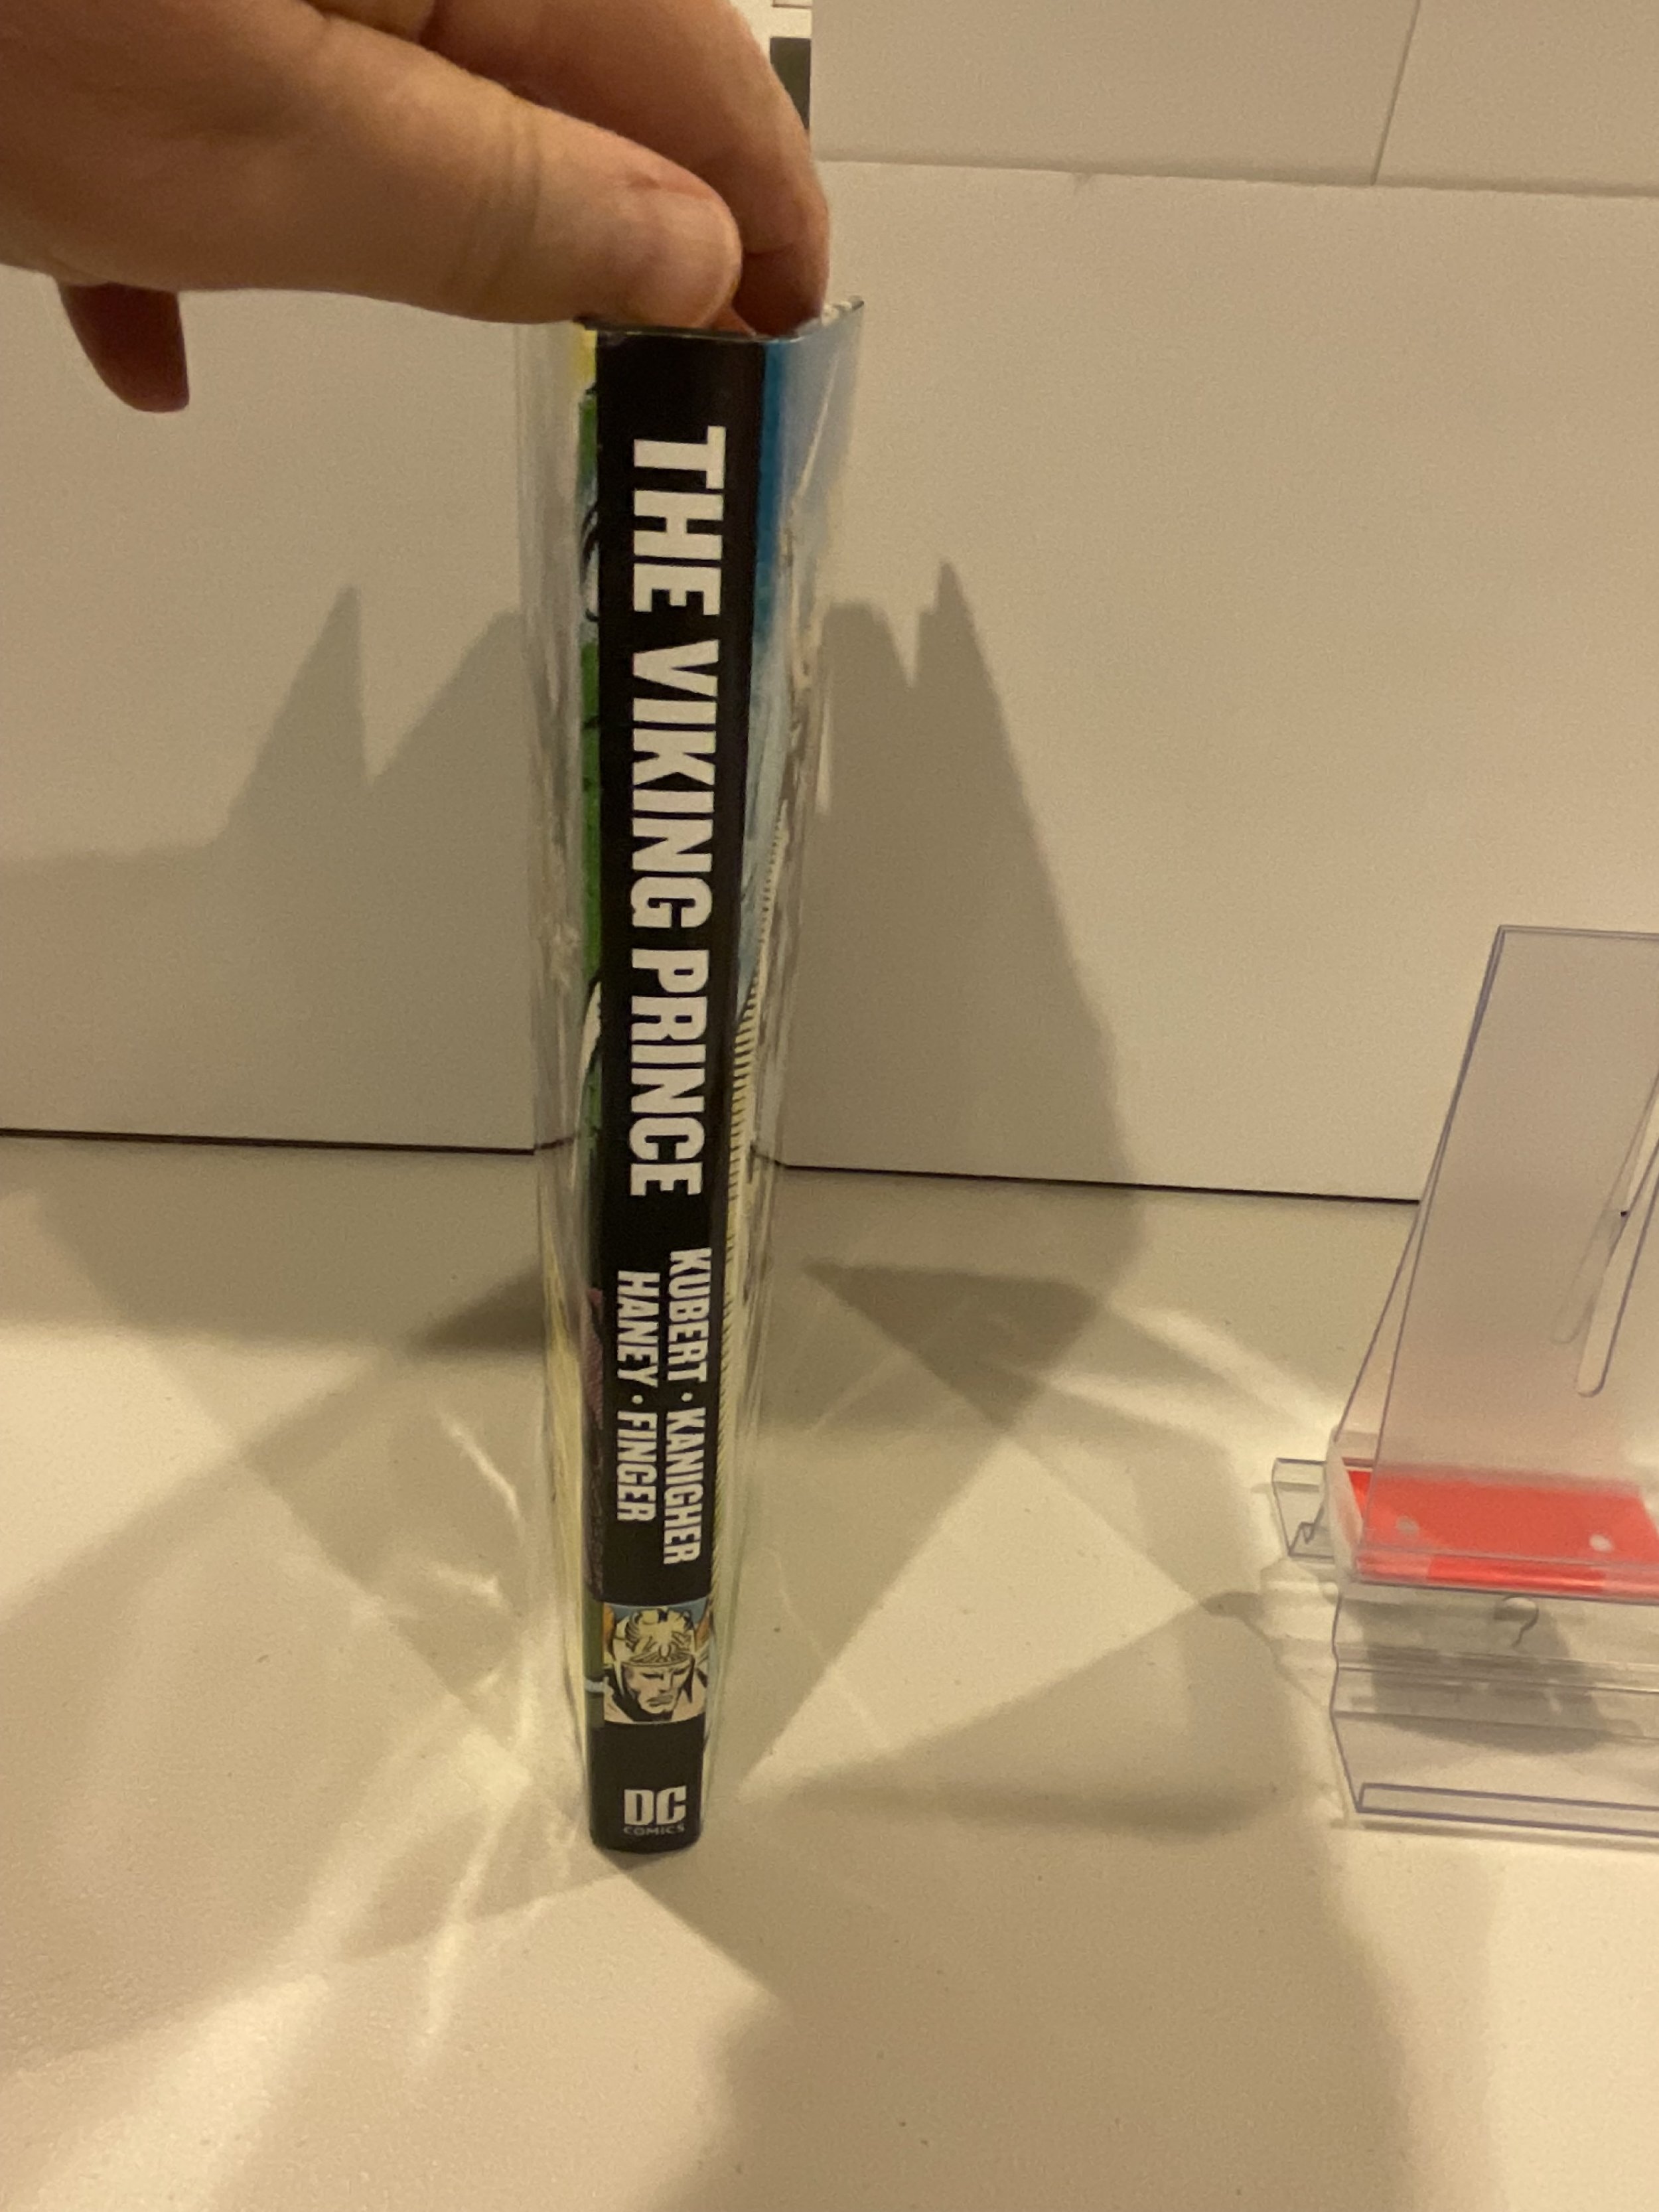 THE VIKING PRINCE
KUBERT · KANIGHER
HANEY · FINGER
DC
COMICS